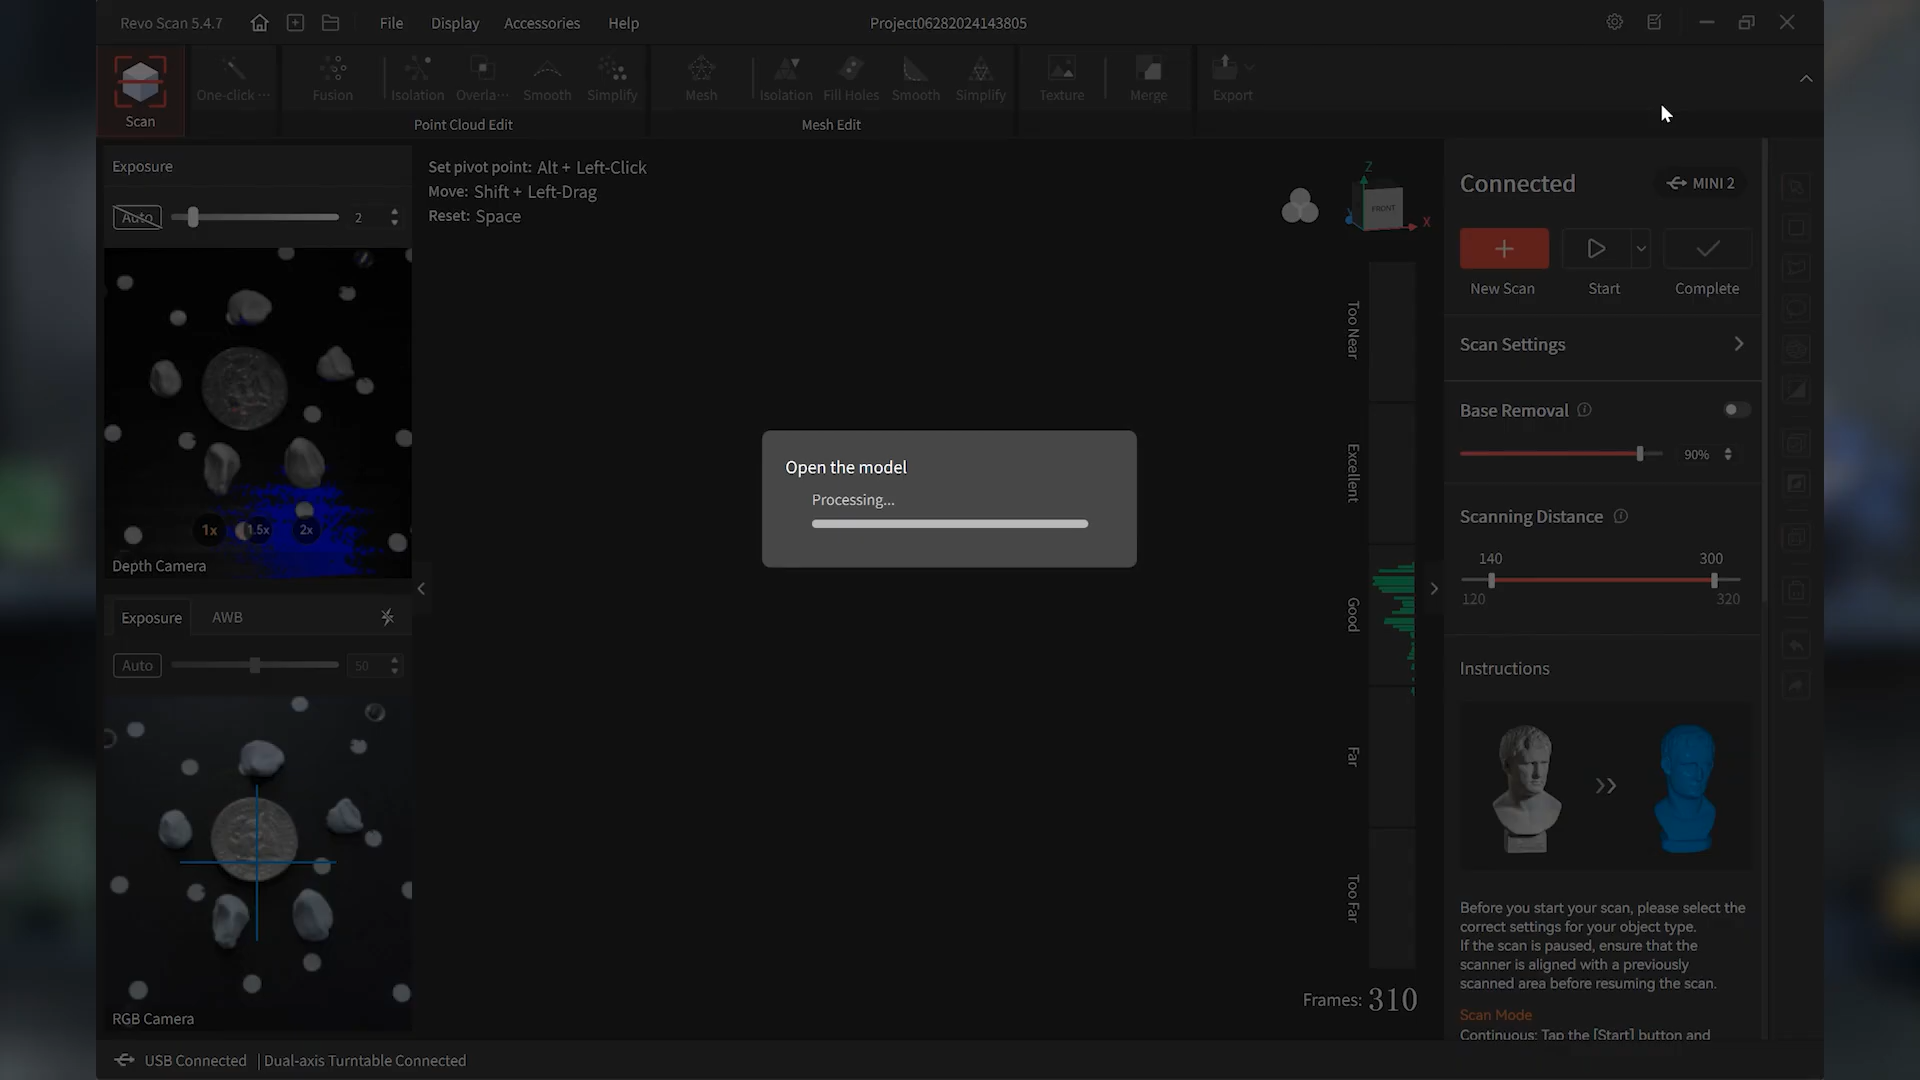 Revo Scan 5.4.7
File
Display
Accessories
Help
Project06282024143805
Scan
One-click ···
Fusion
Isolation
Overla···
Smooth
Simplify
Point Cloud Edit
Mesh
Isolation
Fill Holes
Smooth
Simplify
Mesh Edit
Texture
Merge
Export
Exposure
Auto
2
1x
1.5x
2x
Depth Camera
Exposure
AWB
Auto
50
RGB Camera
Set pivot point: Alt + Left-Click
Move: Shift + Left-Drag
Reset: Space
Z
FRONT
X
Too Near
Excellent
Good
Far
Too Far
Open the model
Processing...
Frames: 310
Connected
MINI 2
New Scan
Start
Complete
Scan Settings
Base Removal
90%
Scanning Distance
140
300
120
320
Instructions
Before you start your scan, please select the
correct settings for your object type.
If the scan is paused, ensure that the
scanner is aligned with a previously
scanned area before resuming the scan.
Scan Mode
Continuous: Tap the [Start] button and
USB Connected | Dual-axis Turntable Connected